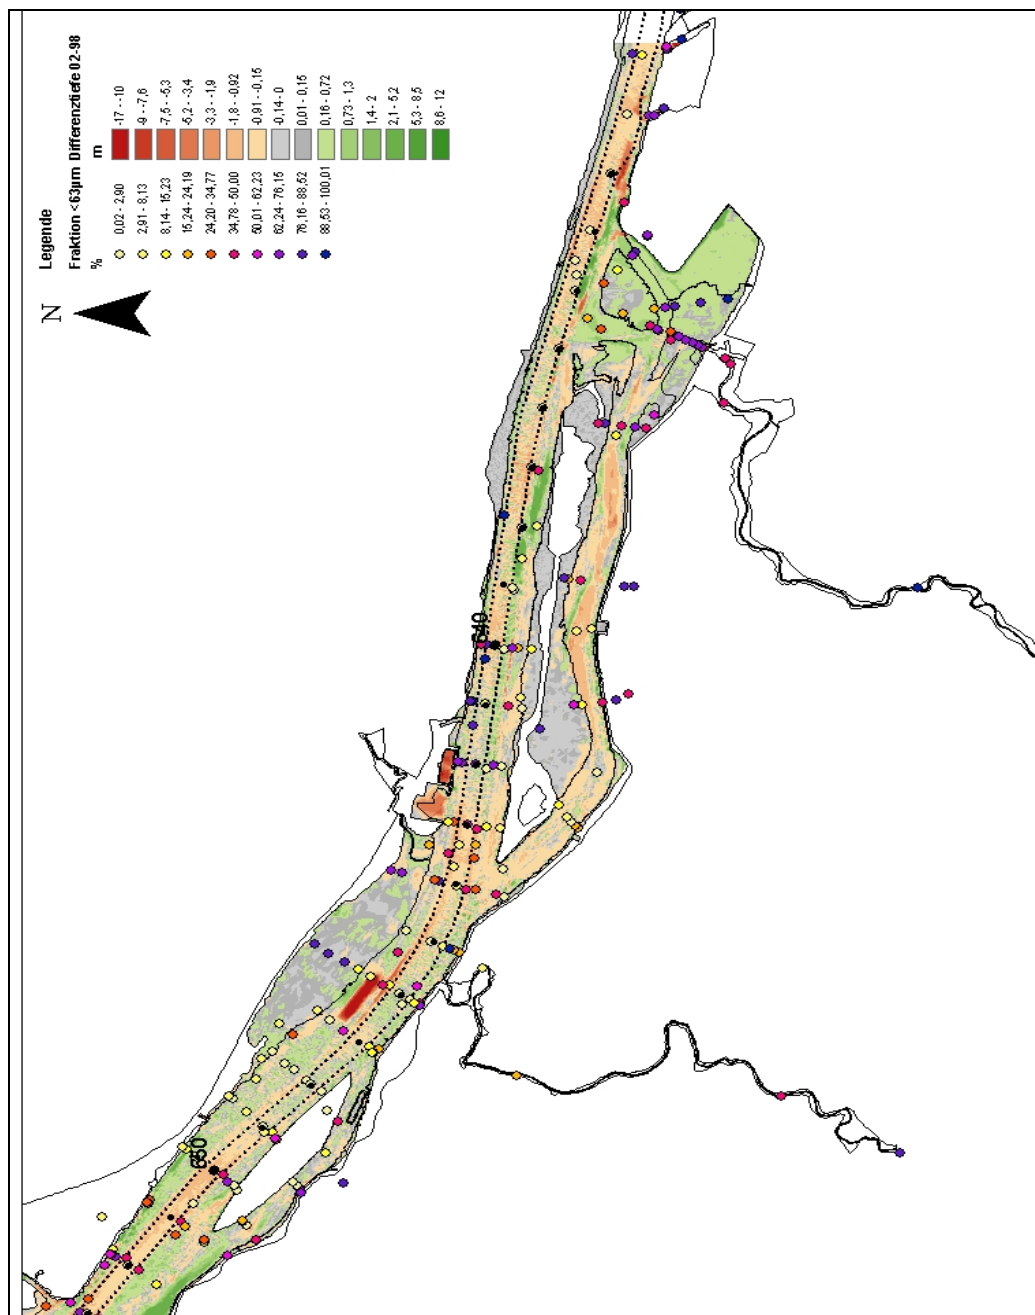 Legende
Fraktion <63µm Differenztiefe 02-98
% m
0,02 - 2,90 -17 - -10
2,91 - 8,13 -9 - -7,6
8,14 - 15,23 -7,5 - -5,3
15,24 - 24,19 -5,2 - -3,4
24,20 - 34,77 -3,3 - -1,9
34,78 - 50,00 -1,8 - -0,92
50,01 - 62,23 -0,91 - -0,15
62,24 - 76,15 -0,14 - 0
76,16 - 88,52 0,01 - 0,15
88,53 - 100,01 0,16 - 0,72
0,73 - 1,3
1,4 - 2
2,1 - 5,2
5,3 - 8,5
8,6 - 12
N
640
650